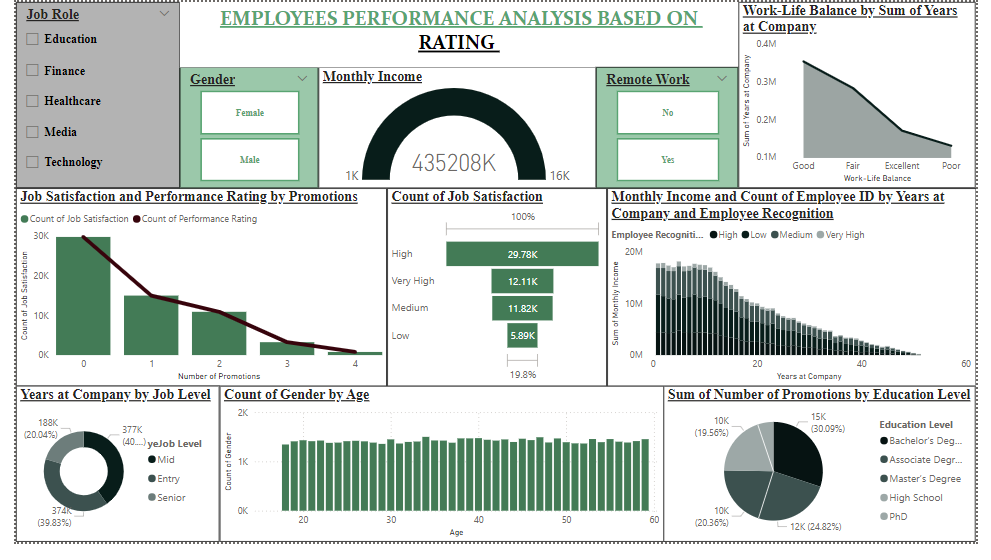 Job Role
Education
Finance
Healthcare
Media
Technology
EMPLOYEES PERFORMANCE ANALYSIS BASED ON
RATING
Gender
Female
Male
Monthly Income
435208K
1K
16K
Remote Work
No
Yes
Work-Life Balance by Sum of Years
at Company
Sum of Years at Company
0.4M
0.3M
0.2M
0.1M
Good Fair Excellent Poor
Work-Life Balance
Job Satisfaction and Performance Rating by Promotions
Count of Job Satisfaction Count of Performance Rating
Count of Job Satisfaction
30K
20K
10K
0K
0 1 2 3 4
Number of Promotions
Count of Job Satisfaction
100%
High 29.78K
Very High 12.11K
Medium 11.82K
Low 5.89K
19.8%
Monthly Income and Count of Employee ID by Years at
Company and Employee Recognition
Employee Recogniti... High Low Medium Very High
Sum of Monthly Income
20M
10M
0M
0 20 40 60
Years at Company
Years at Company by Job Level
188K
(20.04%)
377K
(40....)
374K
(39.83%)
yeJob Level
Mid
Entry
Senior
Count of Gender by Age
Count of Gender
2K
1K
0K
20 30 40 50 60
Age
Sum of Number of Promotions by Education Level
10K
(19.56%)
15K
(30.09%)
10K
(20.36%)
12K (24.82%)
Education Level
Bachelor's Deg...
Associate Degr...
Master's Degree
High School
PhD